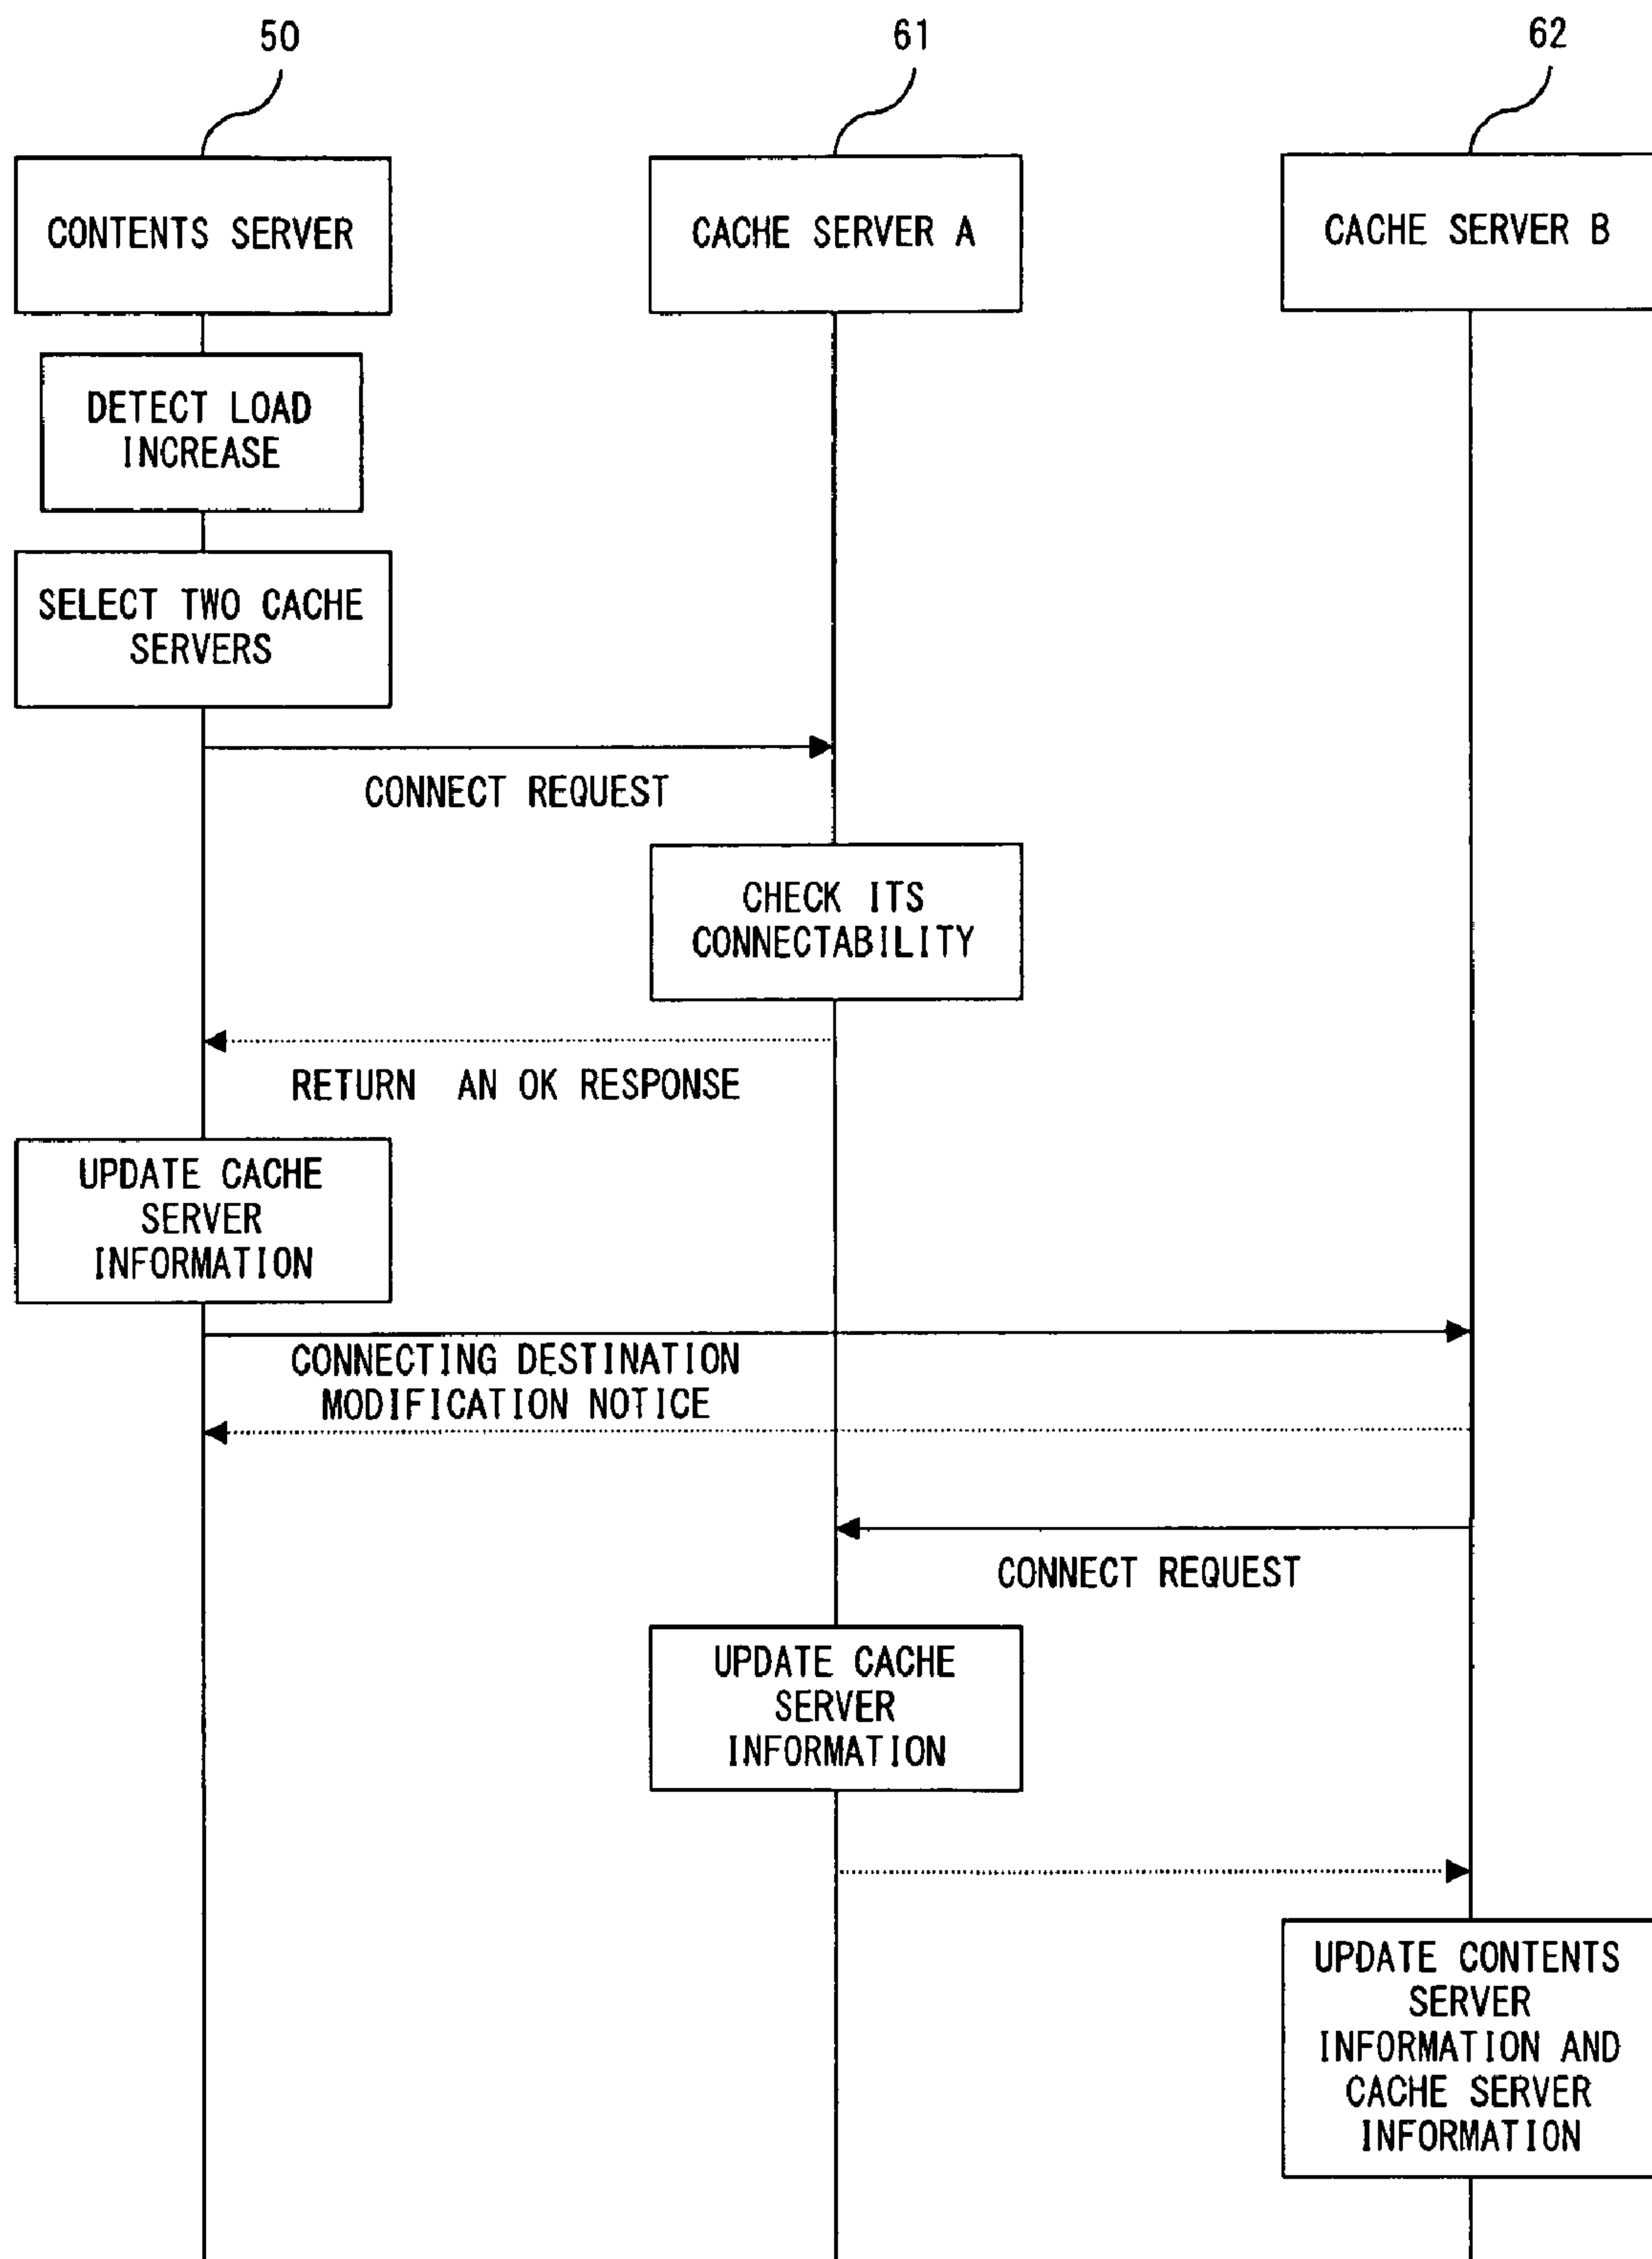 50
61
62
CONTENTS SERVER
CACHE SERVER A
CACHE SERVER B
DETECT LOAD
INCREASE
SELECT TWO CACHE
SERVERS
CONNECT REQUEST
CHECK ITS
CONNECTABILITY
RETURN AN OK RESPONSE
UPDATE CACHE
SERVER
INFORMATION
CONNECTING DESTINATION
MODIFICATION NOTICE
CONNECT REQUEST
UPDATE CACHE
SERVER
INFORMATION
UPDATE CONTENTS
SERVER
INFORMATION AND
CACHE SERVER
INFORMATION